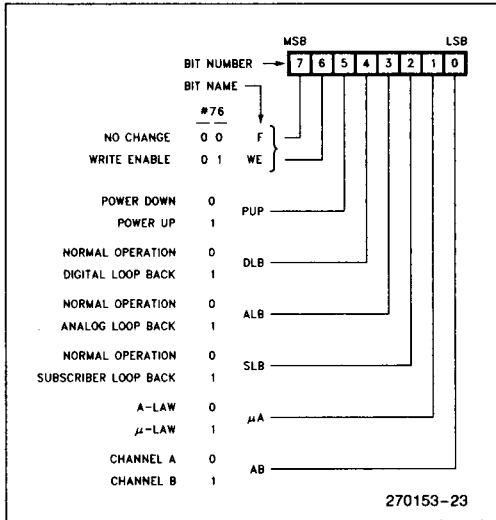 MSB LSB
BIT NUMBER 7 6 5 4 3 2 1 0
BIT NAME
#76
NO CHANGE 0 0 F
WRITE ENABLE 0 1 WE
POWER DOWN 0
PUP
POWER UP 1
NORMAL OPERATION 0
DLB
DIGITAL LOOP BACK 1
NORMAL OPERATION 0
ALB
ANALOG LOOP BACK 1
NORMAL OPERATION 0
SLB
SUBSCRIBER LOOP BACK 1
A-LAW 0
μA
μ-LAW 1
CHANNEL A 0
AB
CHANNEL B 1
270153-23